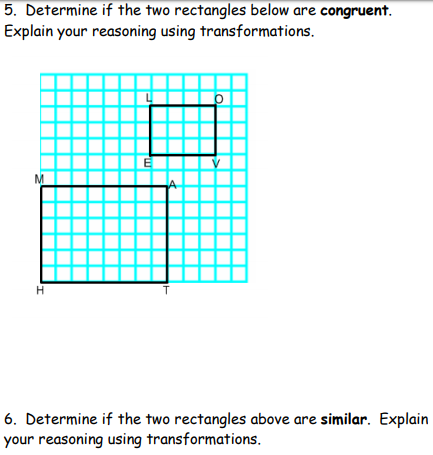 5. Determine if the two rectangles below are congruent.
Explain your reasoning using transformations.
L O
E V
M A
H T
6. Determine if the two rectangles above are similar. Explain
your reasoning using transformations.